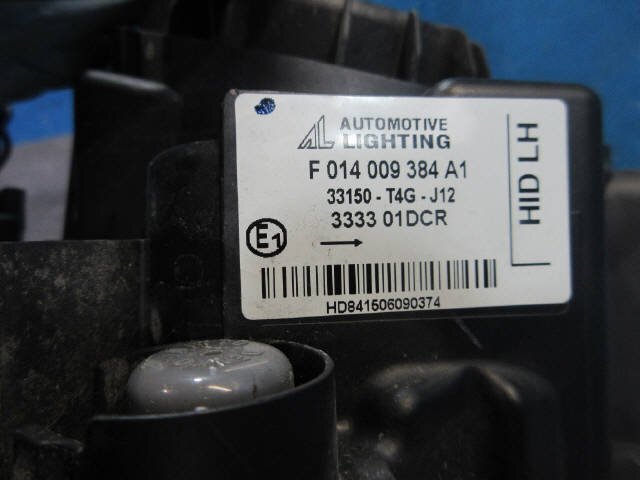 AL AUTOMOTIVE
LIGHTING
F 014 009 384 A1
33150 - T4G - J12
3333 01DCR
E1
HD841506090374
HID LH